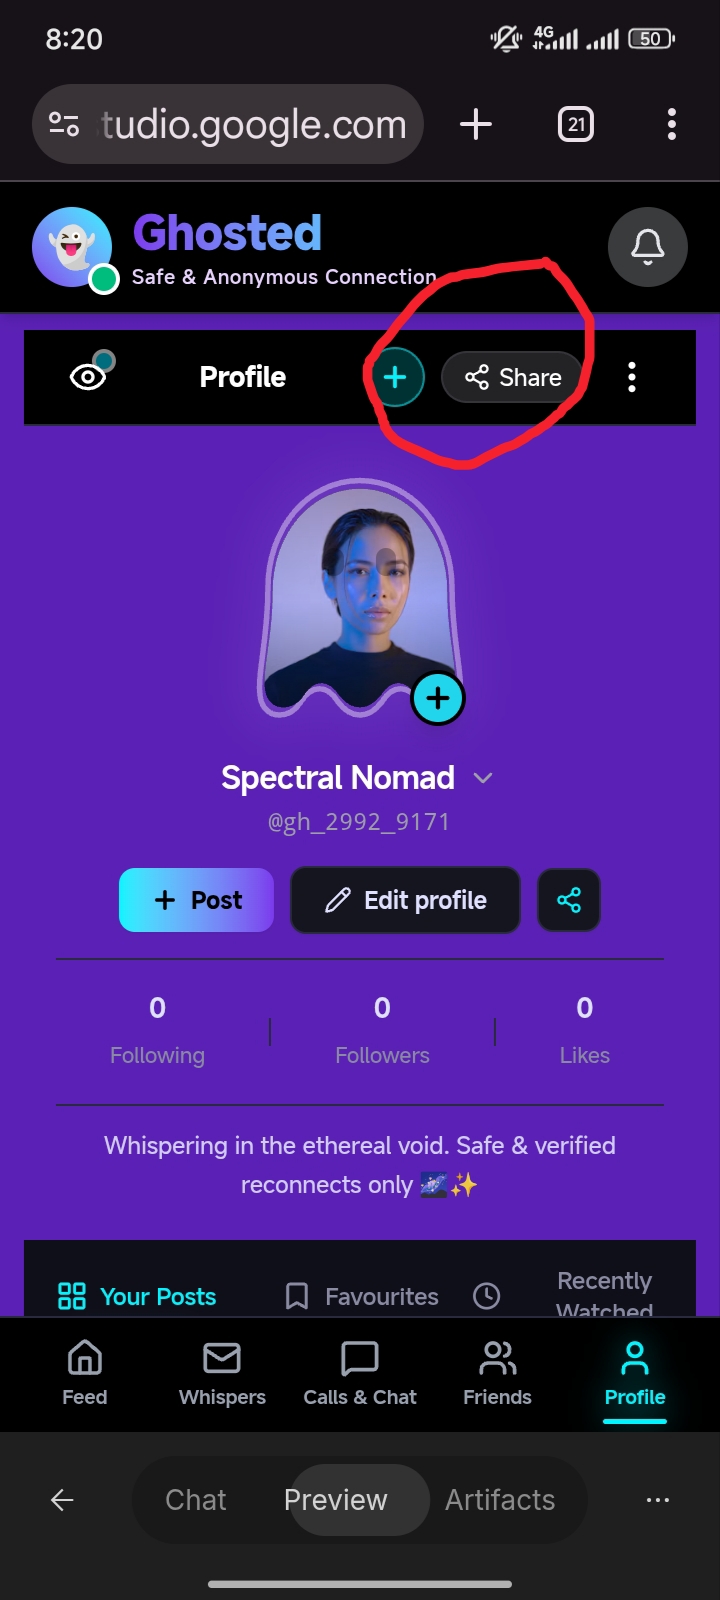 8:20
4G
50
tudio.google.com
21
Ghosted
Safe & Anonymous Connection
Profile
Share
Spectral Nomad
@gh_2992_9171
+ Post
Edit profile
0 0 0
Following Followers Likes
Whispering in the ethereal void. Safe & verified
reconnects only 🌌✨
Your Posts Favourites Recently
Watched
Feed Whispers Calls & Chat Friends Profile
Chat Preview Artifacts